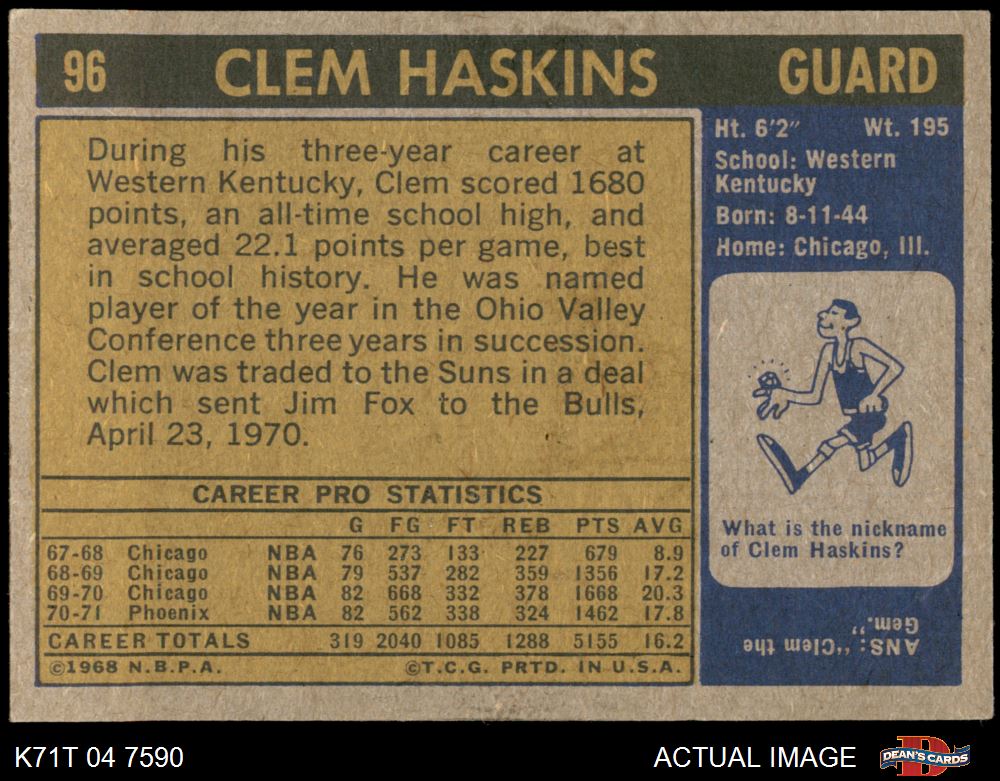 96 CLEM HASKINS GUARD
During his three-year career at
Western Kentucky, Clem scored 1680
points, an all-time school high, and
averaged 22.1 points per game, best
in school history. He was named
player of the year in the Ohio Valley
Conference three years in succession.
Clem was traded to the Suns in a deal
which sent Jim Fox to the Bulls,
April 23, 1970.
CAREER PRO STATISTICS
G FG FT REB PTS AVG
67-68 Chicago NBA 76 273 133 227 679 8.9
68-69 Chicago NBA 79 537 282 359 1356 17.2
69-70 Chicago NBA 82 668 332 378 1668 20.3
70-71 Phoenix NBA 82 562 338 324 1462 17.8
CAREER TOTALS 319 2040 1085 1288 5155 16.2
©1968 N.B.P.A. ©T.C.G. PRTD. IN U.S.A.
Ht. 6'2" Wt. 195
School: Western
Kentucky
Born: 8-11-44
Home: Chicago, Ill.
What is the nickname
of Clem Haskins?
ANS: "Clem the
Gem."
K71T 04 7590 ACTUAL IMAGE DEAN'S CARDS